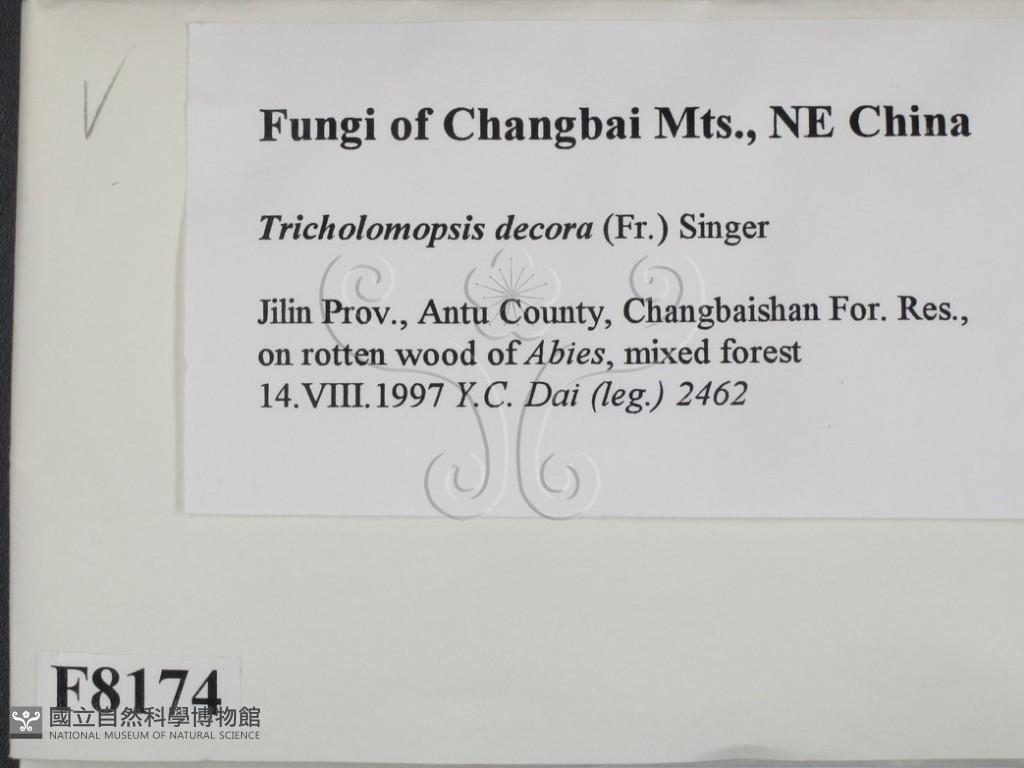 Fungi of Changbai Mts., NE China
Tricholomopsis decora (Fr.) Singer
Jilin Prov., Antu County, Changbaishan For. Res.,
on rotten wood of Abies, mixed forest
14.VIII.1997 Y.C. Dai (leg.) 2462
F8174
國立自然科學博物館
NATIONAL MUSEUM OF NATURAL SCIENCE